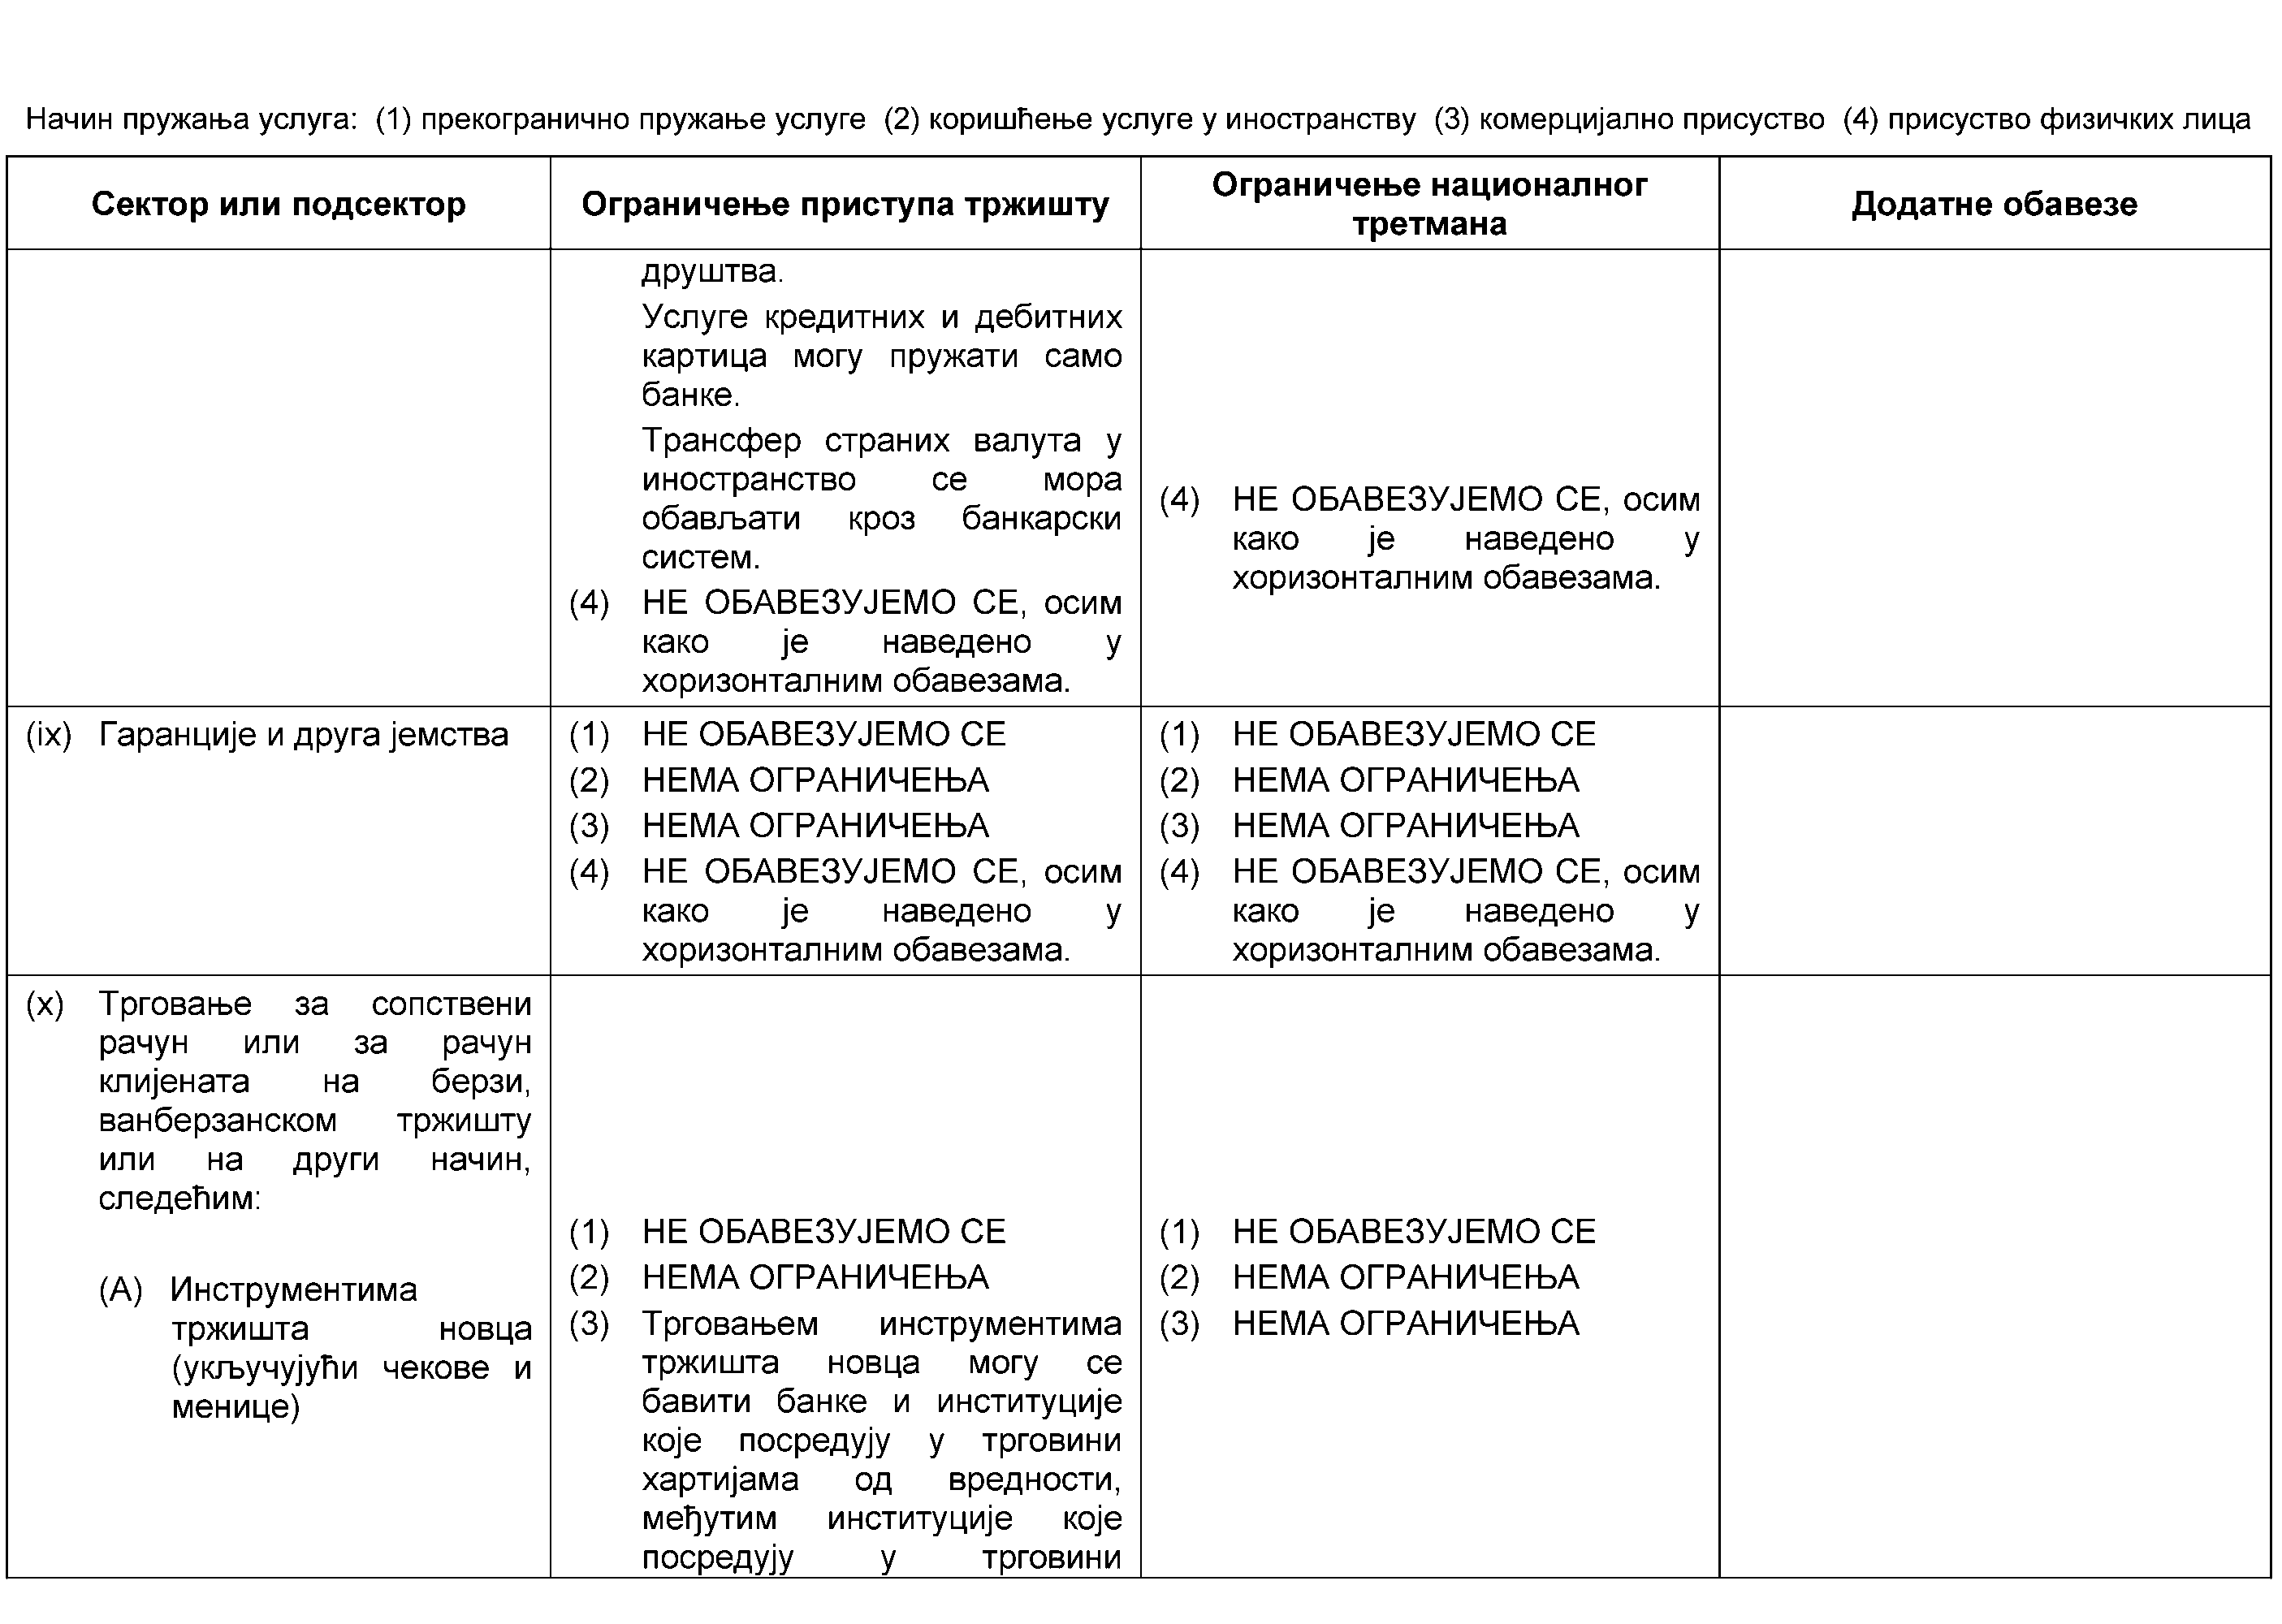 Начин пружања услуга: (1) прекогранично пружање услуге (2) коришћење услуге у иностранству (3) комерцијално присуство (4) присуство физичких лица
Сектор или подсектор
Ограничење приступа тржишту
Ограничење националног
третмана
Додатне обавезе
друштва.
Услуге кредитних и дебитних
картица могу пружати само
банке.
Трансфер страних валута у
иностранство се мора
обављати кроз банкарски
систем.
(4) НЕ ОБАВЕЗУЈЕМО СЕ, осим
како је наведено у
хоризонталним обавезама.
(4) НЕ ОБАВЕЗУЈЕМО СЕ, осим
како је наведено у
хоризонталним обавезама.
(ix) Гаранције и друга јемства
(1) НЕ ОБАВЕЗУЈЕМО СЕ
(2) НЕМА ОГРАНИЧЕЊА
(3) НЕМА ОГРАНИЧЕЊА
(4) НЕ ОБАВЕЗУЈЕМО СЕ, осим
како је наведено у
хоризонталним обавезама.
(1) НЕ ОБАВЕЗУЈЕМО СЕ
(2) НЕМА ОГРАНИЧЕЊА
(3) НЕМА ОГРАНИЧЕЊА
(4) НЕ ОБАВЕЗУЈЕМО СЕ, осим
како је наведено у
хоризонталним обавезама.
(x) Трговање за сопствени
рачун или за рачун
клијената на берзи,
ванберзанском тржишту
или на други начин,
следећим:
(A) Инструментима
тржишта новца
(укључујући чекове и
менице)
(1) НЕ ОБАВЕЗУЈЕМО СЕ
(2) НЕМА ОГРАНИЧЕЊА
(3) Трговањем инструментима
тржишта новца могу се
бавити банке и институције
које посредују у трговини
хартијама од вредности,
међутим институције које
посредују у трговини
(1) НЕ ОБАВЕЗУЈЕМО СЕ
(2) НЕМА ОГРАНИЧЕЊА
(3) НЕМА ОГРАНИЧЕЊА